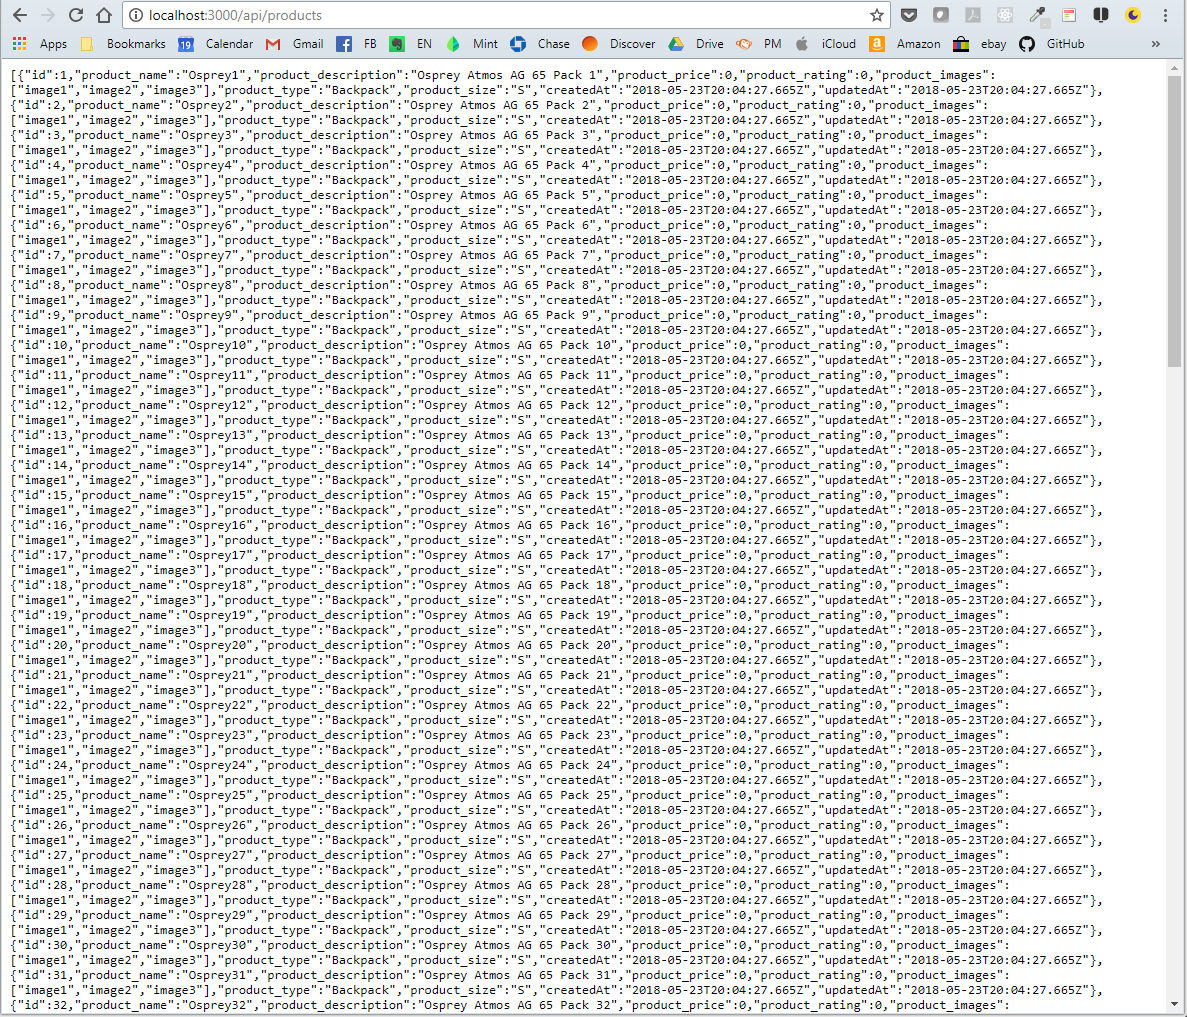 localhost:3000/api/products
Apps Bookmarks 19 Calendar Gmail FB EN Mint Chase Discover Drive PM iCloud Amazon ebay GitHub »
[{"id":1,"product_name":"Osprey1","product_description":"Osprey Atmos AG 65 Pack 1","product_price":0,"product_rating":0,"product_images":
["image1","image2","image3"],"product_type":"Backpack","product_size":"S","createdAt":"2018-05-23T20:04:27.665Z","updatedAt":"2018-05-23T20:04:27.665Z"},
{"id":2,"product_name":"Osprey2","product_description":"Osprey Atmos AG 65 Pack 2","product_price":0,"product_rating":0,"product_images":
["image1","image2","image3"],"product_type":"Backpack","product_size":"S","createdAt":"2018-05-23T20:04:27.665Z","updatedAt":"2018-05-23T20:04:27.665Z"},
{"id":3,"product_name":"Osprey3","product_description":"Osprey Atmos AG 65 Pack 3","product_price":0,"product_rating":0,"product_images":
["image1","image2","image3"],"product_type":"Backpack","product_size":"S","createdAt":"2018-05-23T20:04:27.665Z","updatedAt":"2018-05-23T20:04:27.665Z"},
{"id":4,"product_name":"Osprey4","product_description":"Osprey Atmos AG 65 Pack 4","product_price":0,"product_rating":0,"product_images":
["image1","image2","image3"],"product_type":"Backpack","product_size":"S","createdAt":"2018-05-23T20:04:27.665Z","updatedAt":"2018-05-23T20:04:27.665Z"},
{"id":5,"product_name":"Osprey5","product_description":"Osprey Atmos AG 65 Pack 5","product_price":0,"product_rating":0,"product_images":
["image1","image2","image3"],"product_type":"Backpack","product_size":"S","createdAt":"2018-05-23T20:04:27.665Z","updatedAt":"2018-05-23T20:04:27.665Z"},
{"id":6,"product_name":"Osprey6","product_description":"Osprey Atmos AG 65 Pack 6","product_price":0,"product_rating":0,"product_images":
["image1","image2","image3"],"product_type":"Backpack","product_size":"S","createdAt":"2018-05-23T20:04:27.665Z","updatedAt":"2018-05-23T20:04:27.665Z"},
{"id":7,"product_name":"Osprey7","product_description":"Osprey Atmos AG 65 Pack 7","product_price":0,"product_rating":0,"product_images":
["image1","image2","image3"],"product_type":"Backpack","product_size":"S","createdAt":"2018-05-23T20:04:27.665Z","updatedAt":"2018-05-23T20:04:27.665Z"},
{"id":8,"product_name":"Osprey8","product_description":"Osprey Atmos AG 65 Pack 8","product_price":0,"product_rating":0,"product_images":
["image1","image2","image3"],"product_type":"Backpack","product_size":"S","createdAt":"2018-05-23T20:04:27.665Z","updatedAt":"2018-05-23T20:04:27.665Z"},
{"id":9,"product_name":"Osprey9","product_description":"Osprey Atmos AG 65 Pack 9","product_price":0,"product_rating":0,"product_images":
["image1","image2","image3"],"product_type":"Backpack","product_size":"S","createdAt":"2018-05-23T20:04:27.665Z","updatedAt":"2018-05-23T20:04:27.665Z"},
{"id":10,"product_name":"Osprey10","product_description":"Osprey Atmos AG 65 Pack 10","product_price":0,"product_rating":0,"product_images":
["image1","image2","image3"],"product_type":"Backpack","product_size":"S","createdAt":"2018-05-23T20:04:27.665Z","updatedAt":"2018-05-23T20:04:27.665Z"},
{"id":11,"product_name":"Osprey11","product_description":"Osprey Atmos AG 65 Pack 11","product_price":0,"product_rating":0,"product_images":
["image1","image2","image3"],"product_type":"Backpack","product_size":"S","createdAt":"2018-05-23T20:04:27.665Z","updatedAt":"2018-05-23T20:04:27.665Z"},
{"id":12,"product_name":"Osprey12","product_description":"Osprey Atmos AG 65 Pack 12","product_price":0,"product_rating":0,"product_images":
["image1","image2","image3"],"product_type":"Backpack","product_size":"S","createdAt":"2018-05-23T20:04:27.665Z","updatedAt":"2018-05-23T20:04:27.665Z"},
{"id":13,"product_name":"Osprey13","product_description":"Osprey Atmos AG 65 Pack 13","product_price":0,"product_rating":0,"product_images":
["image1","image2","image3"],"product_type":"Backpack","product_size":"S","createdAt":"2018-05-23T20:04:27.665Z","updatedAt":"2018-05-23T20:04:27.665Z"},
{"id":14,"product_name":"Osprey14","product_description":"Osprey Atmos AG 65 Pack 14","product_price":0,"product_rating":0,"product_images":
["image1","image2","image3"],"product_type":"Backpack","product_size":"S","createdAt":"2018-05-23T20:04:27.665Z","updatedAt":"2018-05-23T20:04:27.665Z"},
{"id":15,"product_name":"Osprey15","product_description":"Osprey Atmos AG 65 Pack 15","product_price":0,"product_rating":0,"product_images":
["image1","image2","image3"],"product_type":"Backpack","product_size":"S","createdAt":"2018-05-23T20:04:27.665Z","updatedAt":"2018-05-23T20:04:27.665Z"},
{"id":16,"product_name":"Osprey16","product_description":"Osprey Atmos AG 65 Pack 16","product_price":0,"product_rating":0,"product_images":
["image1","image2","image3"],"product_type":"Backpack","product_size":"S","createdAt":"2018-05-23T20:04:27.665Z","updatedAt":"2018-05-23T20:04:27.665Z"},
{"id":17,"product_name":"Osprey17","product_description":"Osprey Atmos AG 65 Pack 17","product_price":0,"product_rating":0,"product_images":
["image1","image2","image3"],"product_type":"Backpack","product_size":"S","createdAt":"2018-05-23T20:04:27.665Z","updatedAt":"2018-05-23T20:04:27.665Z"},
{"id":18,"product_name":"Osprey18","product_description":"Osprey Atmos AG 65 Pack 18","product_price":0,"product_rating":0,"product_images":
["image1","image2","image3"],"product_type":"Backpack","product_size":"S","createdAt":"2018-05-23T20:04:27.665Z","updatedAt":"2018-05-23T20:04:27.665Z"},
{"id":19,"product_name":"Osprey19","product_description":"Osprey Atmos AG 65 Pack 19","product_price":0,"product_rating":0,"product_images":
["image1","image2","image3"],"product_type":"Backpack","product_size":"S","createdAt":"2018-05-23T20:04:27.665Z","updatedAt":"2018-05-23T20:04:27.665Z"},
{"id":20,"product_name":"Osprey20","product_description":"Osprey Atmos AG 65 Pack 20","product_price":0,"product_rating":0,"product_images":
["image1","image2","image3"],"product_type":"Backpack","product_size":"S","createdAt":"2018-05-23T20:04:27.665Z","updatedAt":"2018-05-23T20:04:27.665Z"},
{"id":21,"product_name":"Osprey21","product_description":"Osprey Atmos AG 65 Pack 21","product_price":0,"product_rating":0,"product_images":
["image1","image2","image3"],"product_type":"Backpack","product_size":"S","createdAt":"2018-05-23T20:04:27.665Z","updatedAt":"2018-05-23T20:04:27.665Z"},
{"id":22,"product_name":"Osprey22","product_description":"Osprey Atmos AG 65 Pack 22","product_price":0,"product_rating":0,"product_images":
["image1","image2","image3"],"product_type":"Backpack","product_size":"S","createdAt":"2018-05-23T20:04:27.665Z","updatedAt":"2018-05-23T20:04:27.665Z"},
{"id":23,"product_name":"Osprey23","product_description":"Osprey Atmos AG 65 Pack 23","product_price":0,"product_rating":0,"product_images":
["image1","image2","image3"],"product_type":"Backpack","product_size":"S","createdAt":"2018-05-23T20:04:27.665Z","updatedAt":"2018-05-23T20:04:27.665Z"},
{"id":24,"product_name":"Osprey24","product_description":"Osprey Atmos AG 65 Pack 24","product_price":0,"product_rating":0,"product_images":
["image1","image2","image3"],"product_type":"Backpack","product_size":"S","createdAt":"2018-05-23T20:04:27.665Z","updatedAt":"2018-05-23T20:04:27.665Z"},
{"id":25,"product_name":"Osprey25","product_description":"Osprey Atmos AG 65 Pack 25","product_price":0,"product_rating":0,"product_images":
["image1","image2","image3"],"product_type":"Backpack","product_size":"S","createdAt":"2018-05-23T20:04:27.665Z","updatedAt":"2018-05-23T20:04:27.665Z"},
{"id":26,"product_name":"Osprey26","product_description":"Osprey Atmos AG 65 Pack 26","product_price":0,"product_rating":0,"product_images":
["image1","image2","image3"],"product_type":"Backpack","product_size":"S","createdAt":"2018-05-23T20:04:27.665Z","updatedAt":"2018-05-23T20:04:27.665Z"},
{"id":27,"product_name":"Osprey27","product_description":"Osprey Atmos AG 65 Pack 27","product_price":0,"product_rating":0,"product_images":
["image1","image2","image3"],"product_type":"Backpack","product_size":"S","createdAt":"2018-05-23T20:04:27.665Z","updatedAt":"2018-05-23T20:04:27.665Z"},
{"id":28,"product_name":"Osprey28","product_description":"Osprey Atmos AG 65 Pack 28","product_price":0,"product_rating":0,"product_images":
["image1","image2","image3"],"product_type":"Backpack","product_size":"S","createdAt":"2018-05-23T20:04:27.665Z","updatedAt":"2018-05-23T20:04:27.665Z"},
{"id":29,"product_name":"Osprey29","product_description":"Osprey Atmos AG 65 Pack 29","product_price":0,"product_rating":0,"product_images":
["image1","image2","image3"],"product_type":"Backpack","product_size":"S","createdAt":"2018-05-23T20:04:27.665Z","updatedAt":"2018-05-23T20:04:27.665Z"},
{"id":30,"product_name":"Osprey30","product_description":"Osprey Atmos AG 65 Pack 30","product_price":0,"product_rating":0,"product_images":
["image1","image2","image3"],"product_type":"Backpack","product_size":"S","createdAt":"2018-05-23T20:04:27.665Z","updatedAt":"2018-05-23T20:04:27.665Z"},
{"id":31,"product_name":"Osprey31","product_description":"Osprey Atmos AG 65 Pack 31","product_price":0,"product_rating":0,"product_images":
["image1","image2","image3"],"product_type":"Backpack","product_size":"S","createdAt":"2018-05-23T20:04:27.665Z","updatedAt":"2018-05-23T20:04:27.665Z"},
{"id":32,"product_name":"Osprey32","product_description":"Osprey Atmos AG 65 Pack 32","product_price":0,"product_rating":0,"product_images":